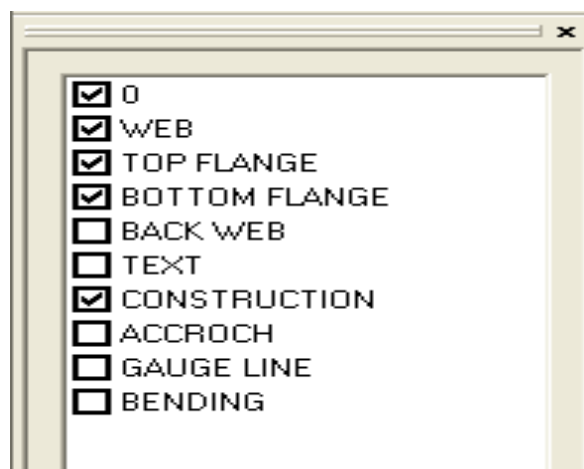 0
WEB
TOP FLANGE
BOTTOM FLANGE
BACK WEB
TEXT
CONSTRUCTION
ACCROCH
GAUGE LINE
BENDING